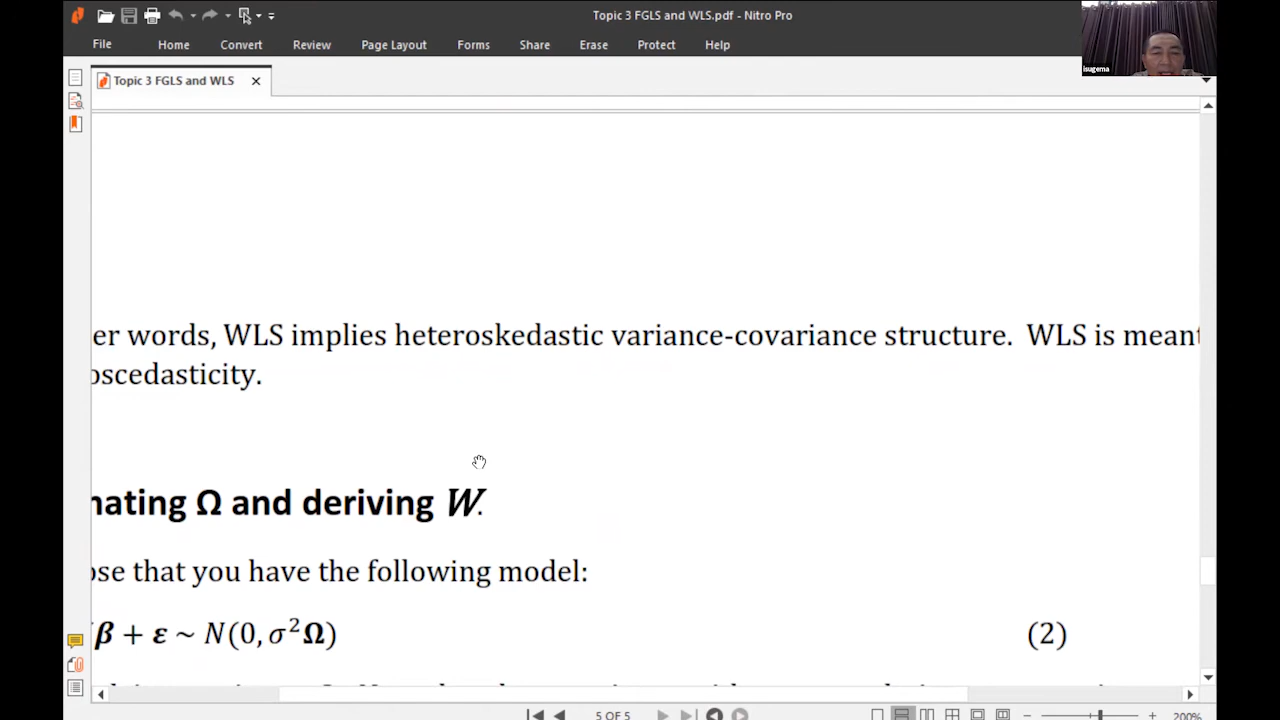 Topic 3 FGLS and WLS.pdf - Nitro Pro
isugema
File Home Convert Review Page Layout Forms Share Erase Protect Help
Topic 3 FGLS and WLS
er words, WLS implies heteroskedastic variance-covariance structure. WLS is meant
oscedasticity.
nating Ω and deriving W.
ose that you have the following model:
β + ε ~ N(0, σ²Ω) (2)
5 OF 5
200%